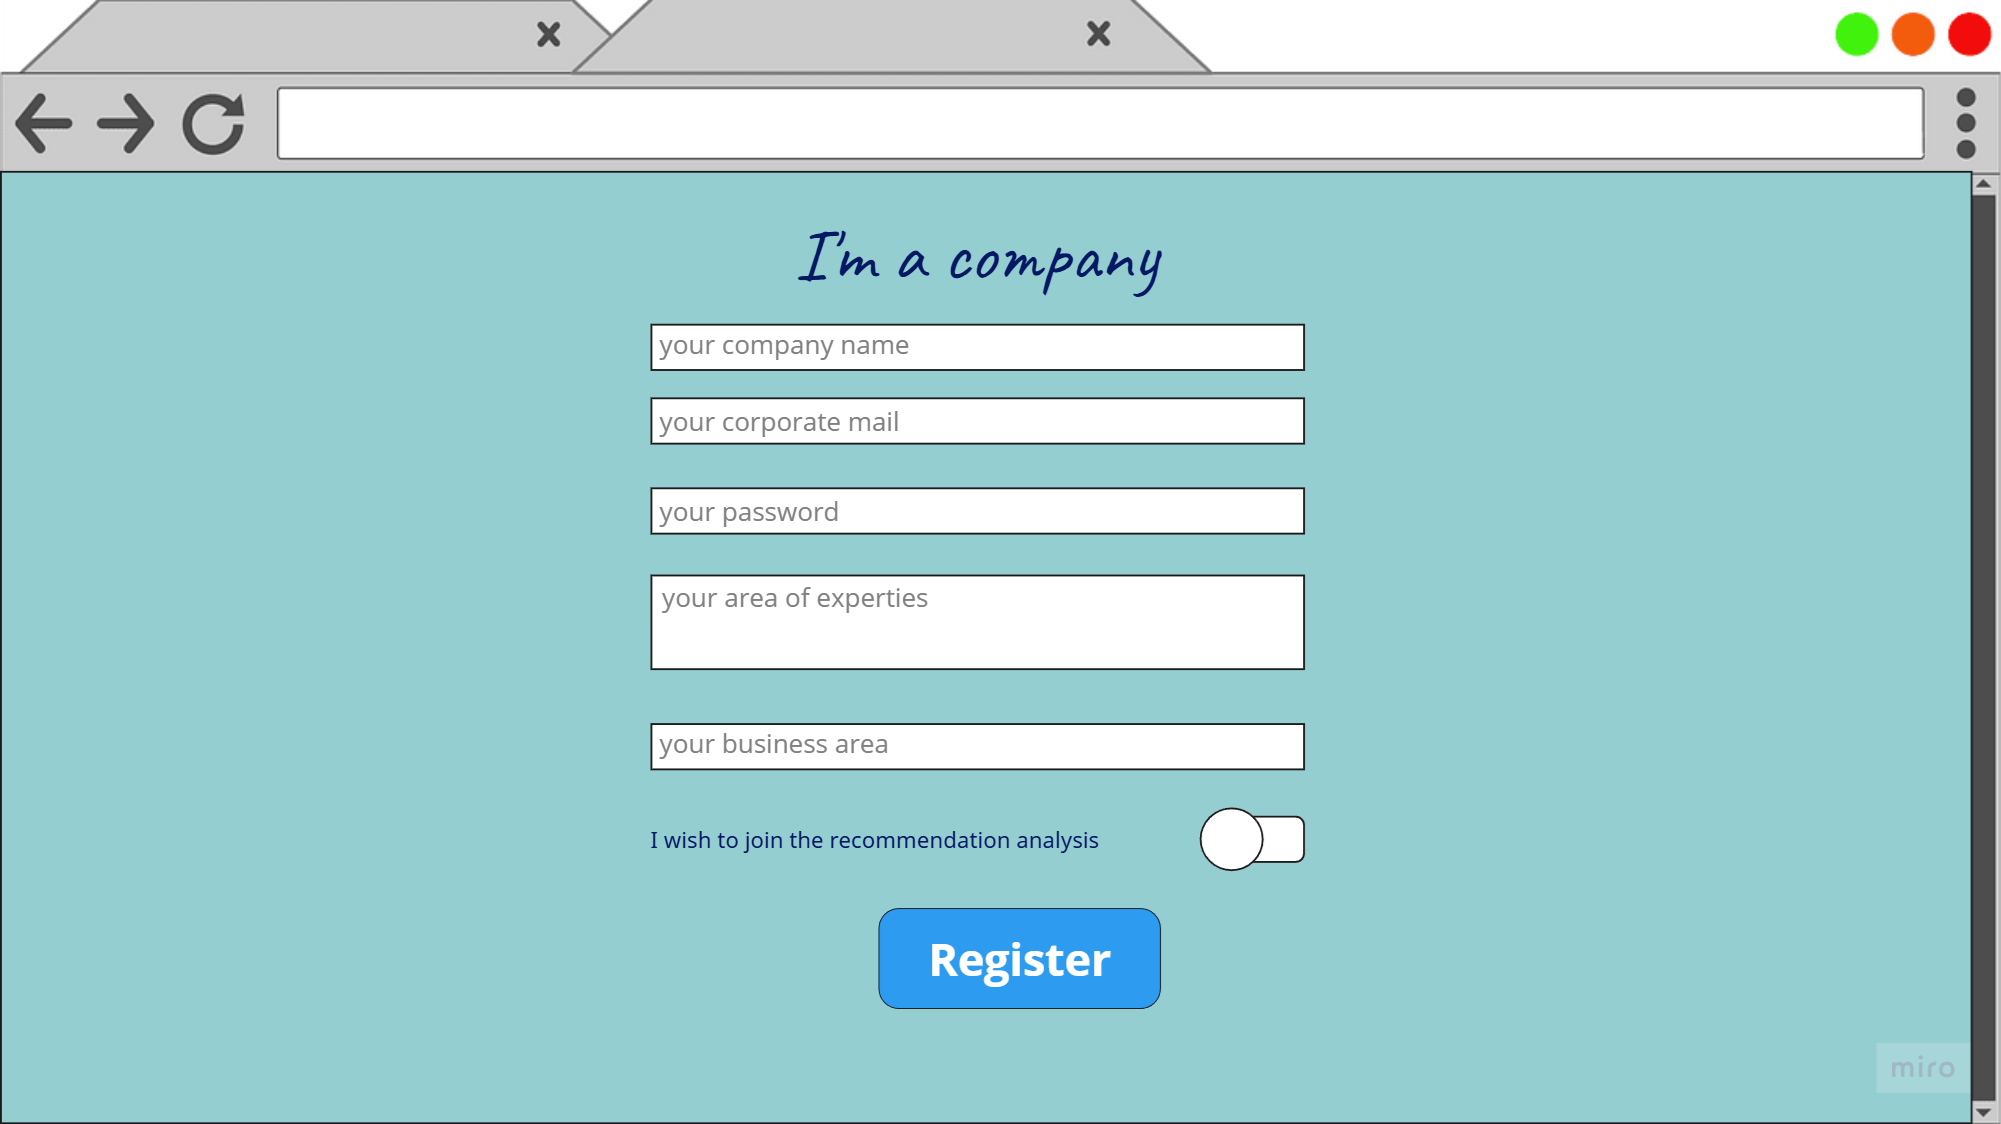 I'm a company
your company name
your corporate mail
your password
your area of experties
your business area
I wish to join the recommendation analysis
Register
miro